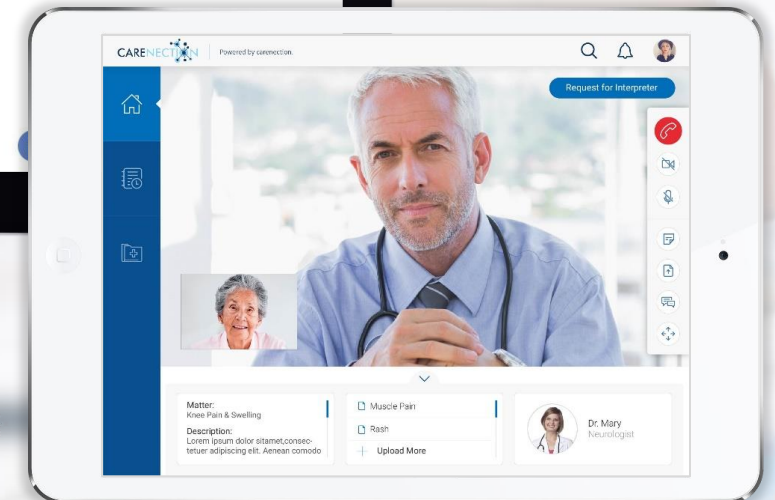 CARENECTION
Powered by carenection.
Request for Interpreter
Matter:
Knee Pain & Swelling
Description:
Lorem ipsum dolor sitamet,consec-
tetuer adipiscing elit. Aenean comodo
Muscle Pain
Rash
Upload More
Dr. Mary
Neurologist